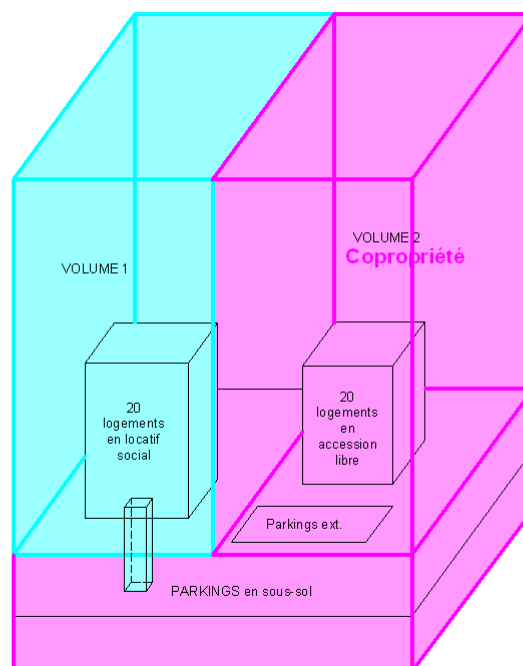 VOLUME 2
Copropriété
VOLUME 1
20
logements
en locatif
social
20
logements
en
accession
libre
Parkings ext.
PARKINGS en sous-sol